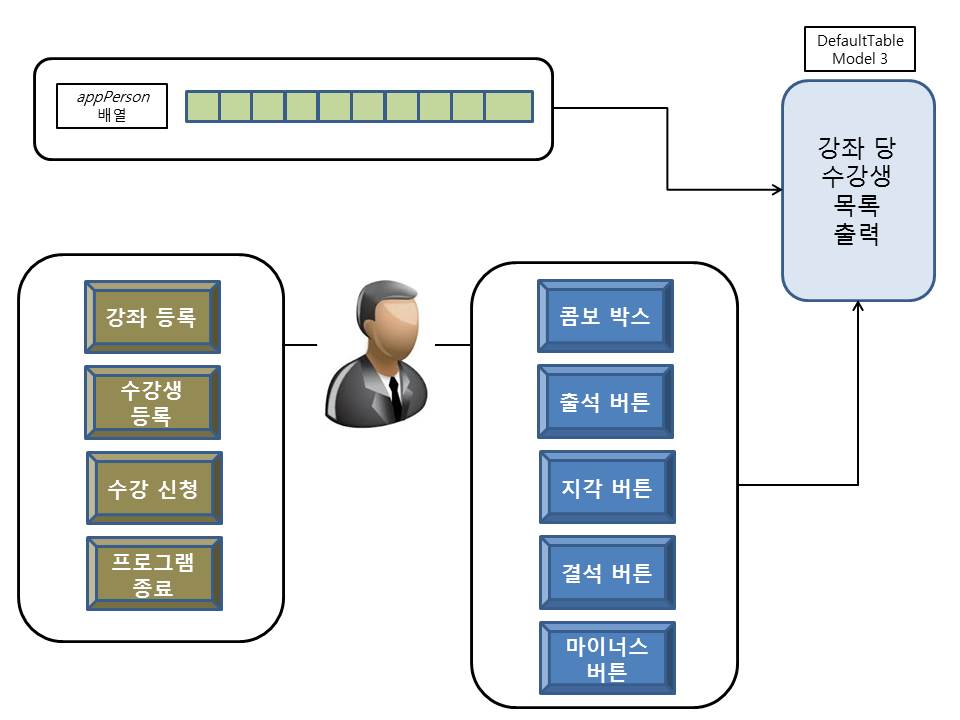 DefaultTable
Model 3
appPerson
배열
강좌 당
수강생
목록
출력
강좌 등록
수강생
등록
수강 신청
프로그램
종료
콤보 박스
출석 버튼
지각 버튼
결석 버튼
마이너스
버튼